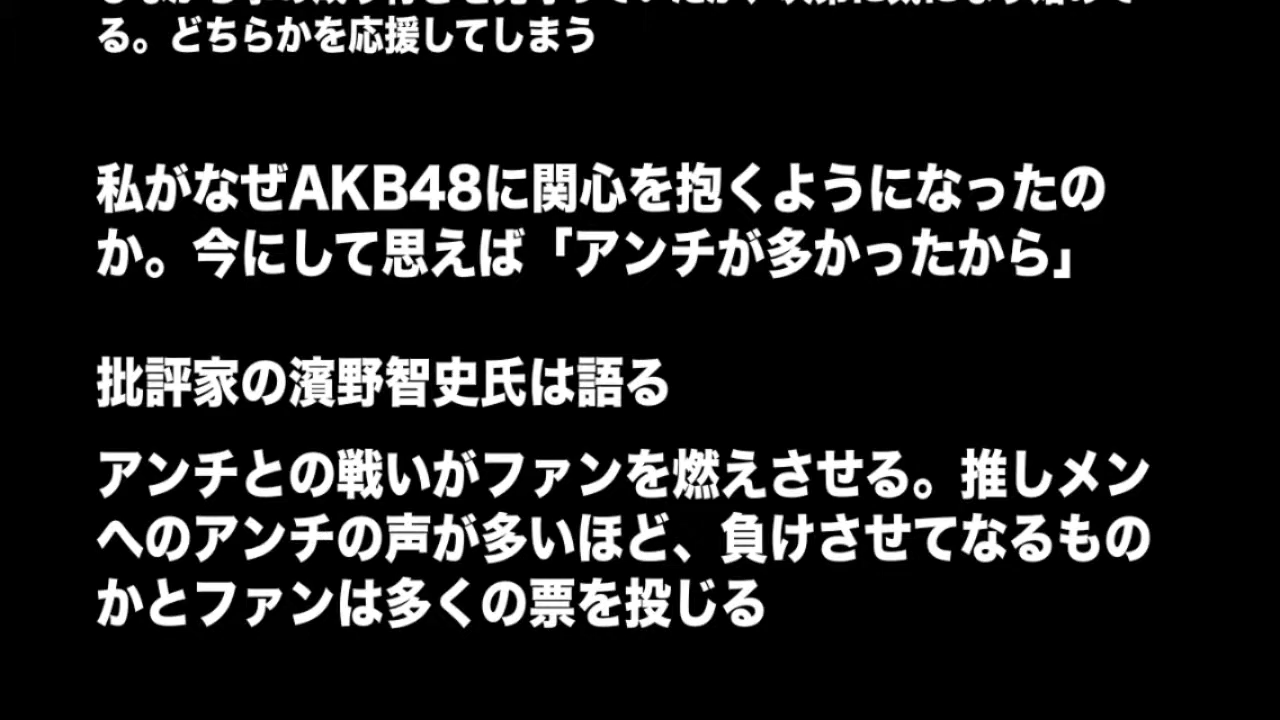 る。どちらかを応援してしまう
私がなぜAKB48に関心を抱くようになったの
か。今にして思えば「アンチが多かったから」
批評家の濱野智史氏は語る
アンチとの戦いがファンを燃えさせる。推しメン
へのアンチの声が多いほど、負けさせてなるもの
かとファンは多くの票を投じる